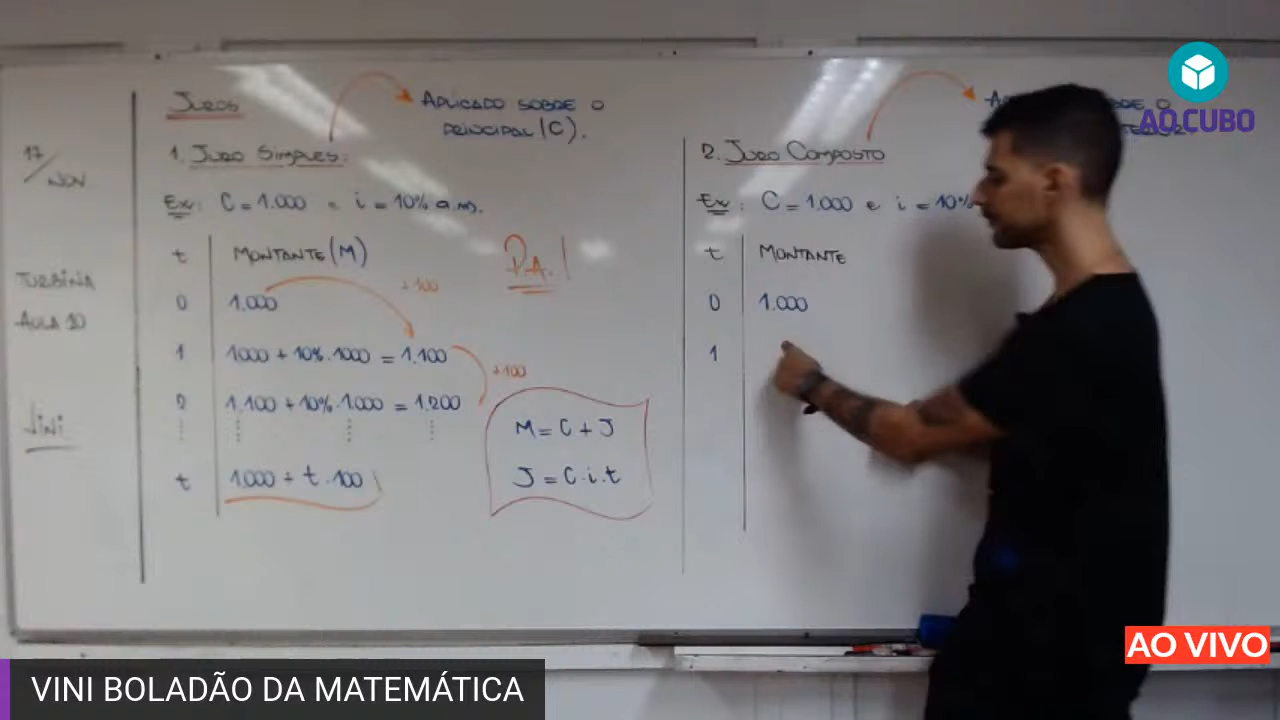 17/NOV
TURBINA
AULA 10
Vini
JUROS
APLICADO SOBRE O
PRINCIPAL (C).
1. JURO SIMPLES:
Ex: C = 1.000 e i = 10% a.m.
t MONTANTE (M)
0 1.000
+100
1 1000 + 10% . 1000 = 1.100
+100
2 1.100 + 10% . 1.000 = 1.200
t 1.000 + t . 100
P.A.!
M = C + J
J = C . i . t
2. JURO COMPOSTO
Ex: C = 1.000 e i = 10%
t MONTANTE
0 1.000
1
AO CUBO
AO VIVO
VINI BOLADÃO DA MATEMÁTICA